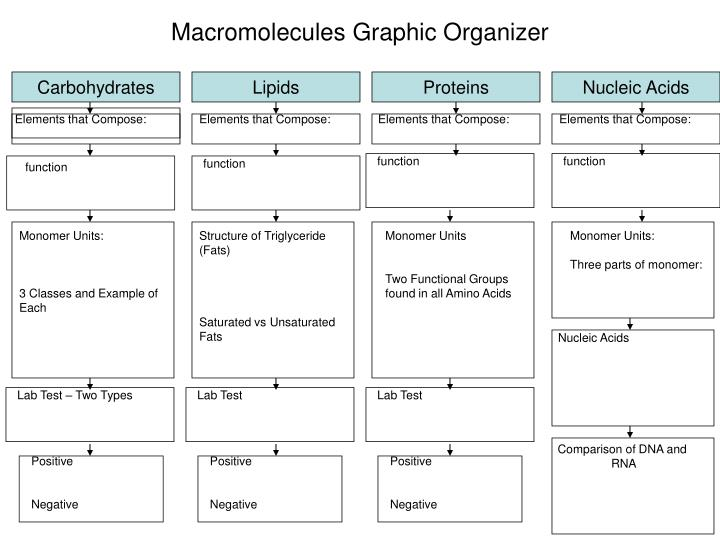 Macromolecules Graphic Organizer
Carbohydrates
Elements that Compose:
function
Monomer Units:
3 Classes and Example of
Each
Lab Test – Two Types
Positive
Negative
Lipids
Elements that Compose:
function
Structure of Triglyceride
(Fats)
Saturated vs Unsaturated
Fats
Lab Test
Positive
Negative
Proteins
Elements that Compose:
function
Monomer Units
Two Functional Groups
found in all Amino Acids
Lab Test
Positive
Negative
Nucleic Acids
Elements that Compose:
function
Monomer Units:
Three parts of monomer:
Nucleic Acids
Comparison of DNA and
RNA